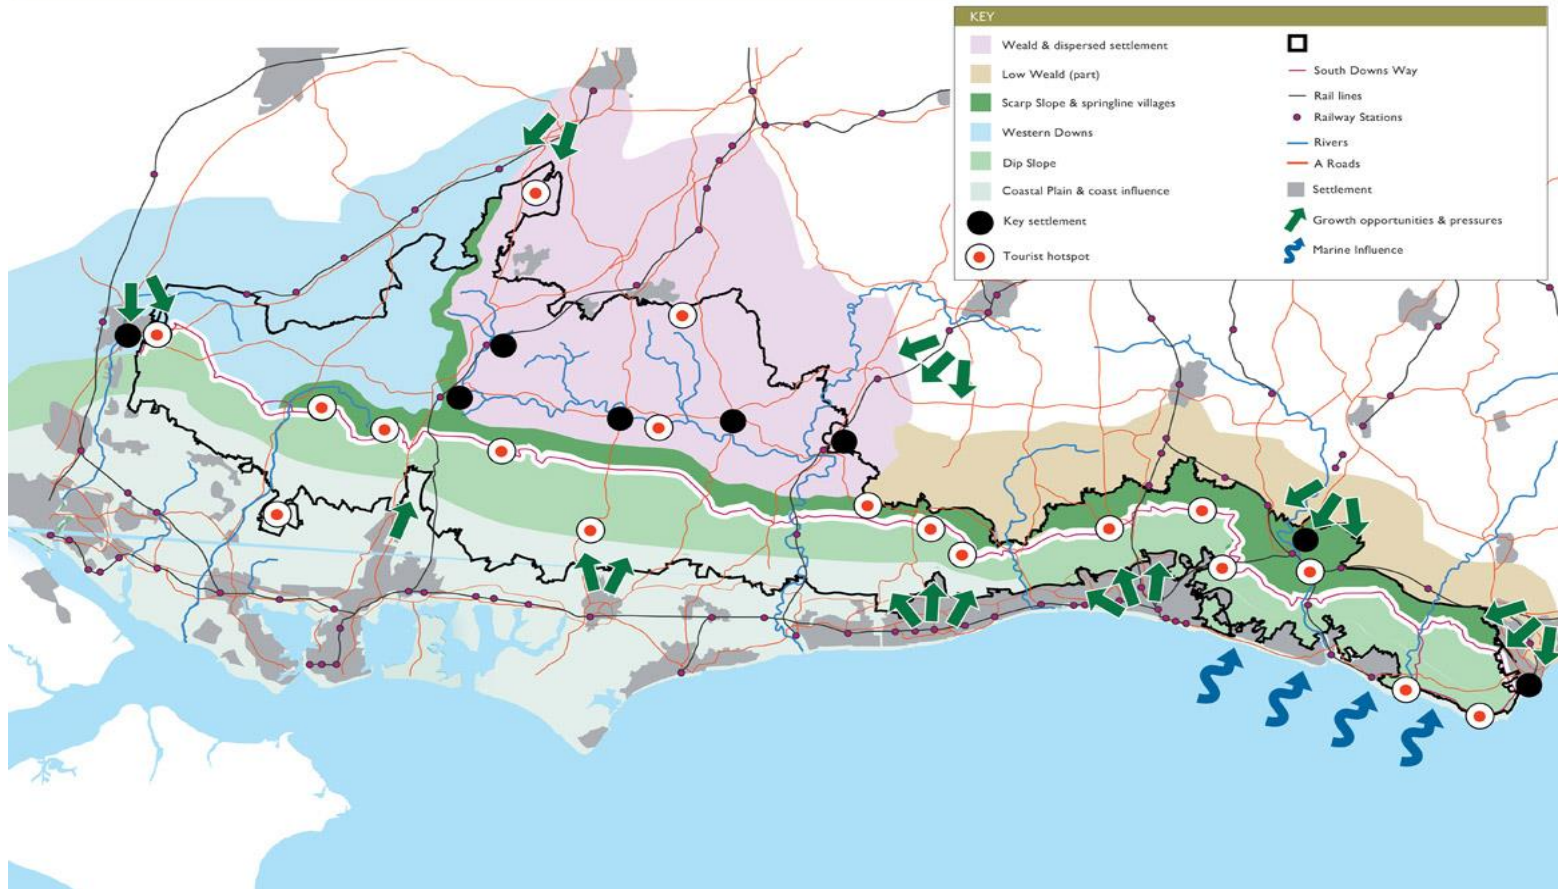 KEY
Weald & dispersed settlement
Low Weald (part)
Scarp Slope & springline villages
Western Downs
Dip Slope
Coastal Plain & coast influence
Key settlement
Tourist hotspot
South Downs Way
Rail lines
Railway Stations
Rivers
A Roads
Settlement
Growth opportunities & pressures
Marine Influence